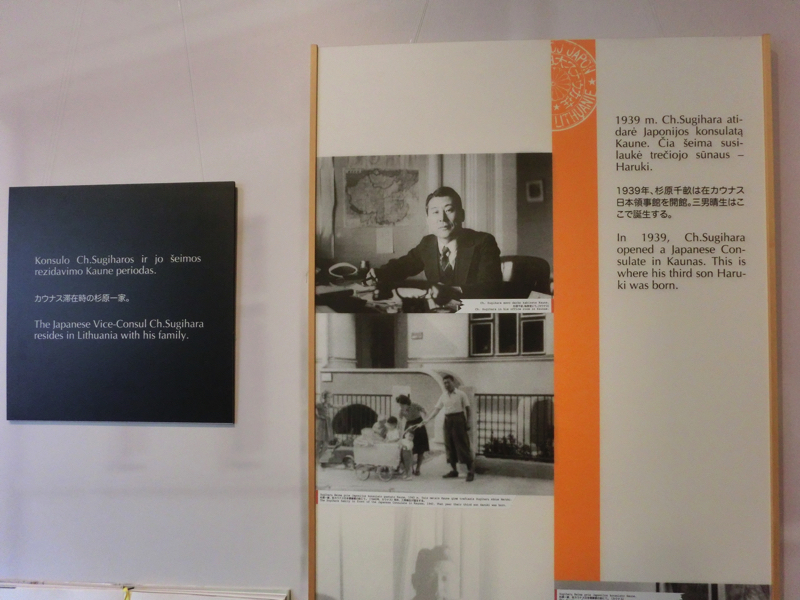 Konsulo Ch.Sugiharos ir jo šeimos
rezidavimo Kaune periodas.
カウナス滞在時の杉原一家。
The Japanese Vice-Consul Ch.Sugihara
resides in Lithuania with his family.
JAPON
LITHUANIE
1939 m. Ch.Sugihara ati-
darė Japonijos konsulatą
Kaune. Čia šeima susi-
laukė trečiojo sūnaus –
Haruki.
1939年、杉原千畝は在カウナス
日本領事館を開館。三男晴生はこ
こで誕生する。
In 1939, Ch.Sugihara
opened a Japanese Con-
sulate in Kaunas. This is
where his third son Haru-
ki was born.